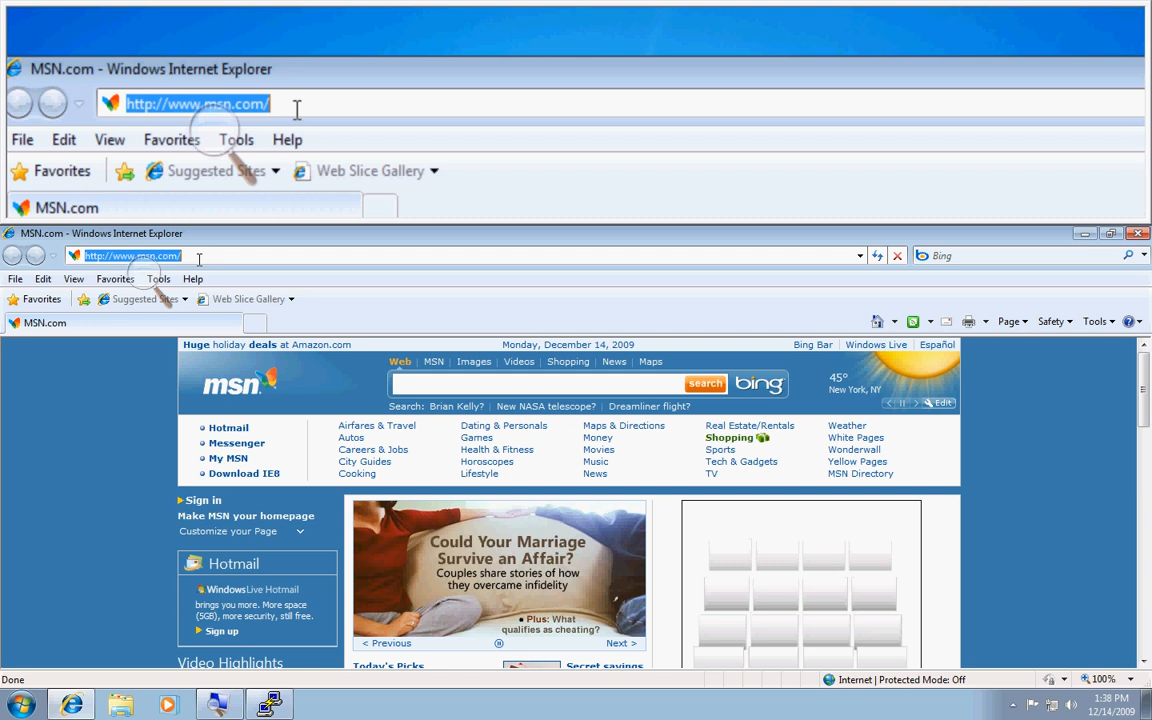 MSN.com - Windows Internet Explorer
http://www.msn.com/
File Edit View Favorites Tools Help
Favorites Suggested Sites Web Slice Gallery
MSN.com
MSN.com - Windows Internet Explorer
http://www.msn.com/ Bing
File Edit View Favorites Tools Help
Favorites Suggested Sites Web Slice Gallery
MSN.com Page Safety Tools
Huge holiday deals at Amazon.com Monday, December 14, 2009 Bing Bar Windows Live Español
Web MSN Images Videos Shopping News Maps
msn search bing 45°
New York, NY
Edit
Search: Brian Kelly? New NASA telescope? Dreamliner flight?
Hotmail
Messenger
My MSN
Download IE8
Airfares & Travel
Autos
Careers & Jobs
City Guides
Cooking
Dating & Personals
Games
Health & Fitness
Horoscopes
Lifestyle
Maps & Directions
Money
Movies
Music
News
Real Estate/Rentals
Shopping
Sports
Tech & Gadgets
TV
Weather
White Pages
Wonderwall
Yellow Pages
MSN Directory
Sign in
Make MSN your homepage
Customize your Page
Hotmail
WindowsLive Hotmail
brings you more. More space
(5GB), more security, still free.
Sign up
Video Highlights
Could Your Marriage
Survive an Affair?
Couples share stories of how
they overcame infidelity
Plus: What
qualifies as cheating?
< Previous Next >
Today's Picks Secret savings
Done Internet | Protected Mode: Off 100%
1:38 PM
12/14/2009